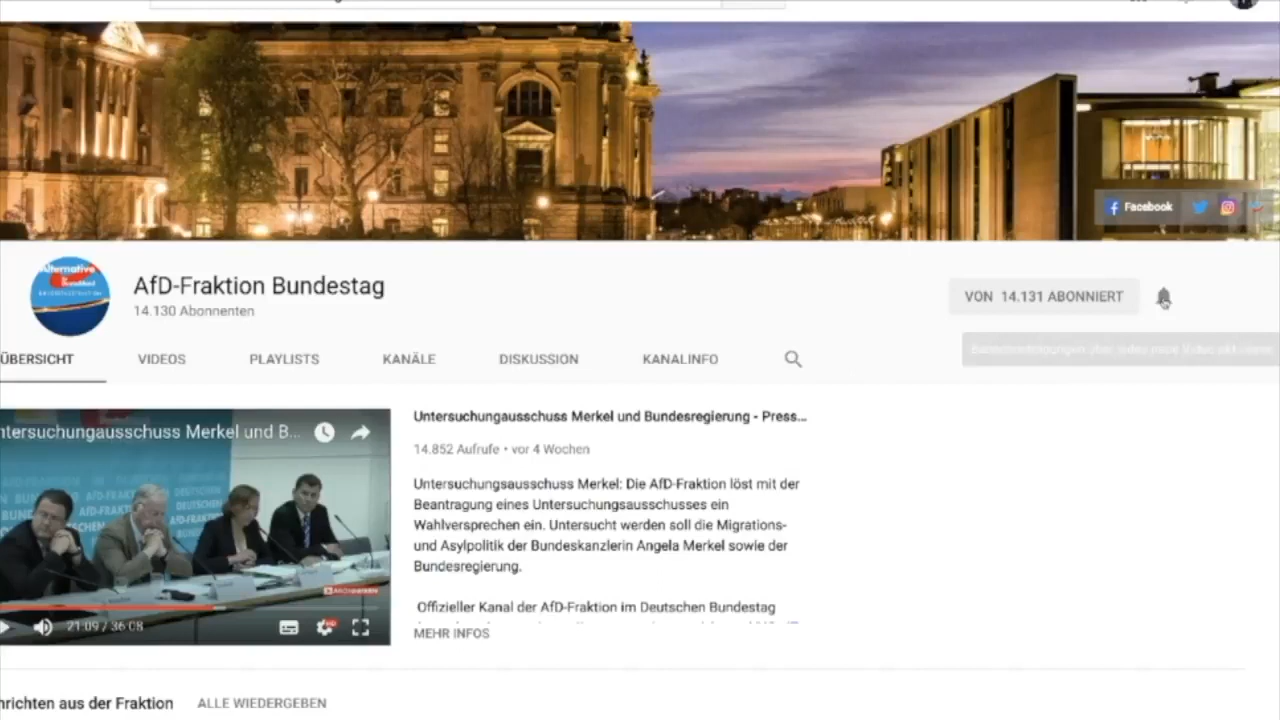 Facebook
Alternative
AfD-Fraktion Bundestag
14.130 Abonnenten
VON 14.131 ABONNIERT
ÜBERSICHT
VIDEOS
PLAYLISTS
KANÄLE
DISKUSSION
KANALINFO
ntersuchungausschuss Merkel und B...
21:09 / 36:08
Untersuchungausschuss Merkel und Bundesregierung - Press...
14.852 Aufrufe • vor 4 Wochen
Untersuchungsausschuss Merkel: Die AfD-Fraktion löst mit der
Beantragung eines Untersuchungsausschusses ein
Wahlversprechen ein. Untersucht werden soll die Migrations-
und Asylpolitik der Bundeskanzlerin Angela Merkel sowie der
Bundesregierung.
Offizieller Kanal der AfD-Fraktion im Deutschen Bundestag
MEHR INFOS
hrichten aus der Fraktion
ALLE WIEDERGEBEN